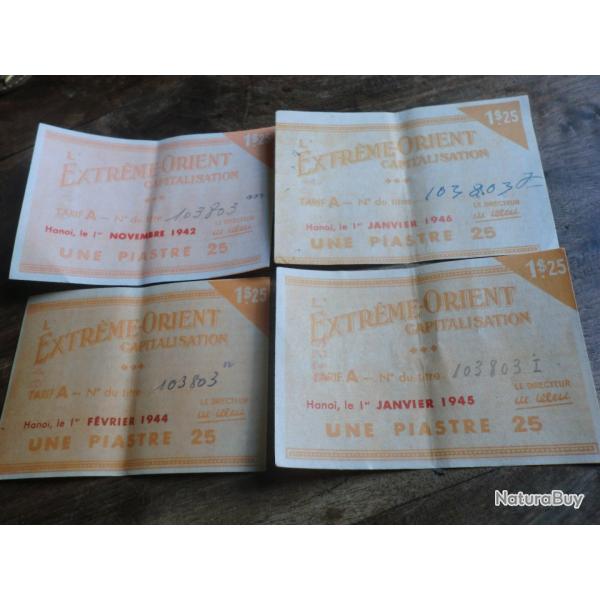 1$25
L'EXTRÊME-ORIENT
CAPITALISATION
TARIF A - N° du titre 103803
Hanoi, le 1er NOVEMBRE 1942
UNE PIASTRE 25
1$25
L'EXTRÊME-ORIENT
CAPITALISATION
TARIF A - N° du titre 103803
LE DIRECTEUR
Hanoi, le 1er JANVIER 1946
UNE PIASTRE 25
1$25
L'EXTRÊME-ORIENT
CAPITALISATION
TARIF A - N° du titre 103803
LE DIRECTEUR
Hanoi, le 1er FÉVRIER 1944
UNE PIASTRE 25
1$25
L'EXTRÊME-ORIENT
CAPITALISATION
TARIF A - N° du titre 103803 I
LE DIRECTEUR
Hanoi, le 1er JANVIER 1945
UNE PIASTRE 25
NaturaBuy